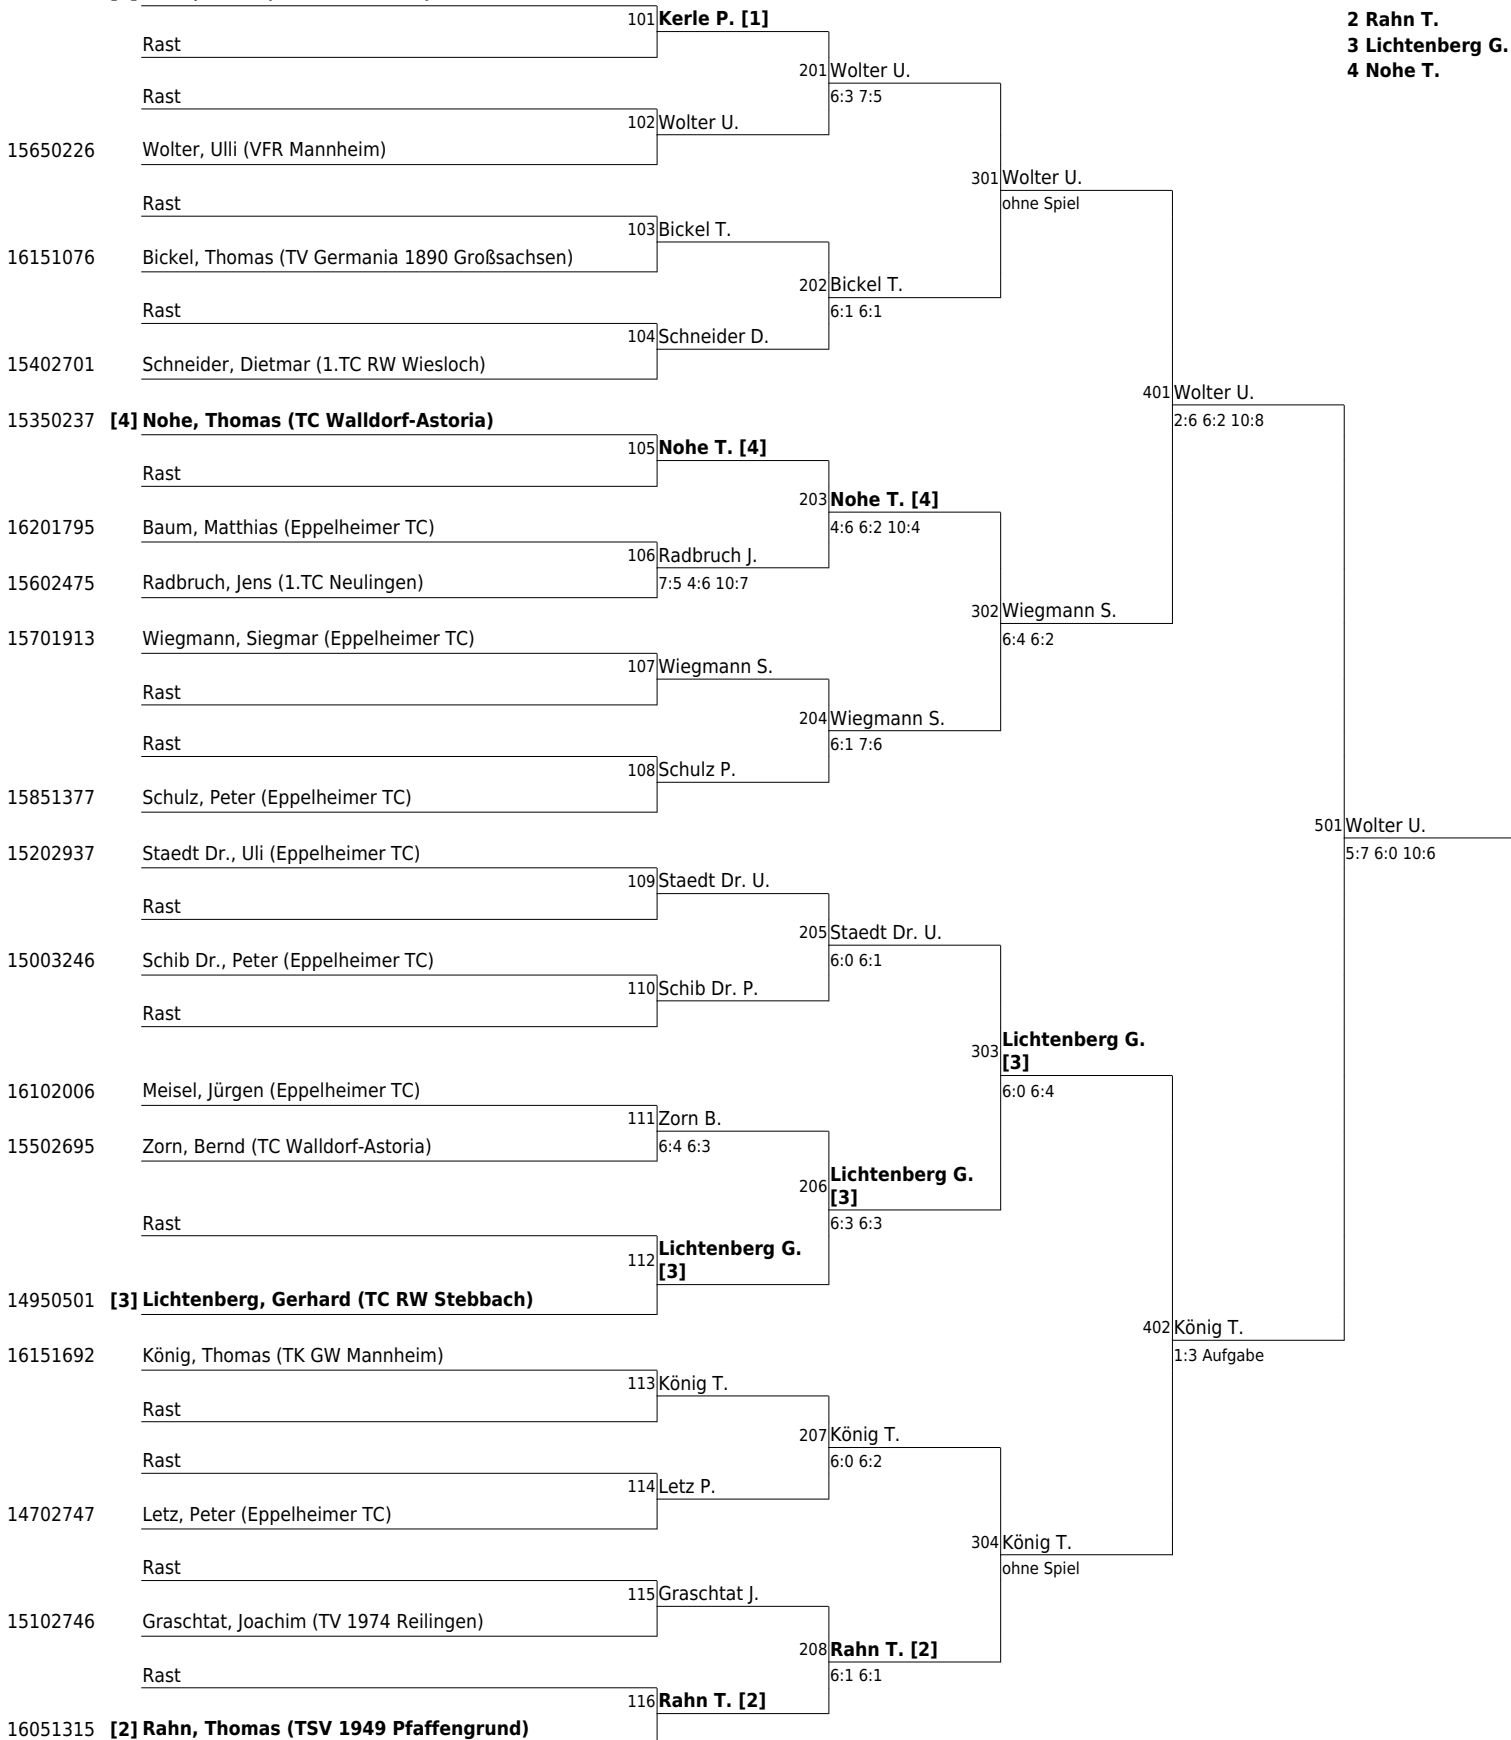 101 Kerle P. [1]
2 Rahn T.
Rast
3 Lichtenberg G.
201 Wolter U.
4 Nohe T.
Rast
6:3 7:5
102 Wolter U.
15650226 Wolter, Ulli (VFR Mannheim)
301 Wolter U.
Rast
ohne Spiel
103 Bickel T.
16151076 Bickel, Thomas (TV Germania 1890 Großsachsen)
202 Bickel T.
Rast
6:1 6:1
104 Schneider D.
15402701 Schneider, Dietmar (1.TC RW Wiesloch)
401 Wolter U.
15350237 [4] Nohe, Thomas (TC Walldorf-Astoria)
2:6 6:2 10:8
105 Nohe T. [4]
Rast
203 Nohe T. [4]
16201795 Baum, Matthias (Eppelheimer TC)
4:6 6:2 10:4
106 Radbruch J.
15602475 Radbruch, Jens (1.TC Neulingen)
7:5 4:6 10:7
302 Wiegmann S.
15701913 Wiegmann, Siegmar (Eppelheimer TC)
6:4 6:2
107 Wiegmann S.
Rast
204 Wiegmann S.
Rast
6:1 7:6
108 Schulz P.
15851377 Schulz, Peter (Eppelheimer TC)
501 Wolter U.
15202937 Staedt Dr., Uli (Eppelheimer TC)
5:7 6:0 10:6
109 Staedt Dr. U.
Rast
205 Staedt Dr. U.
15003246 Schib Dr., Peter (Eppelheimer TC)
6:0 6:1
110 Schib Dr. P.
Rast
303 Lichtenberg G.
[3]
16102006 Meisel, Jürgen (Eppelheimer TC)
6:0 6:4
111 Zorn B.
15502695 Zorn, Bernd (TC Walldorf-Astoria)
6:4 6:3
206 Lichtenberg G.
[3]
Rast
6:3 6:3
112 Lichtenberg G.
[3]
14950501 [3] Lichtenberg, Gerhard (TC RW Stebbach)
402 König T.
16151692 König, Thomas (TK GW Mannheim)
1:3 Aufgabe
113 König T.
Rast
207 König T.
Rast
6:0 6:2
114 Letz P.
14702747 Letz, Peter (Eppelheimer TC)
304 König T.
Rast
ohne Spiel
115 Graschtat J.
15102746 Graschtat, Joachim (TV 1974 Reilingen)
208 Rahn T. [2]
Rast
6:1 6:1
116 Rahn T. [2]
16051315 [2] Rahn, Thomas (TSV 1949 Pfaffengrund)